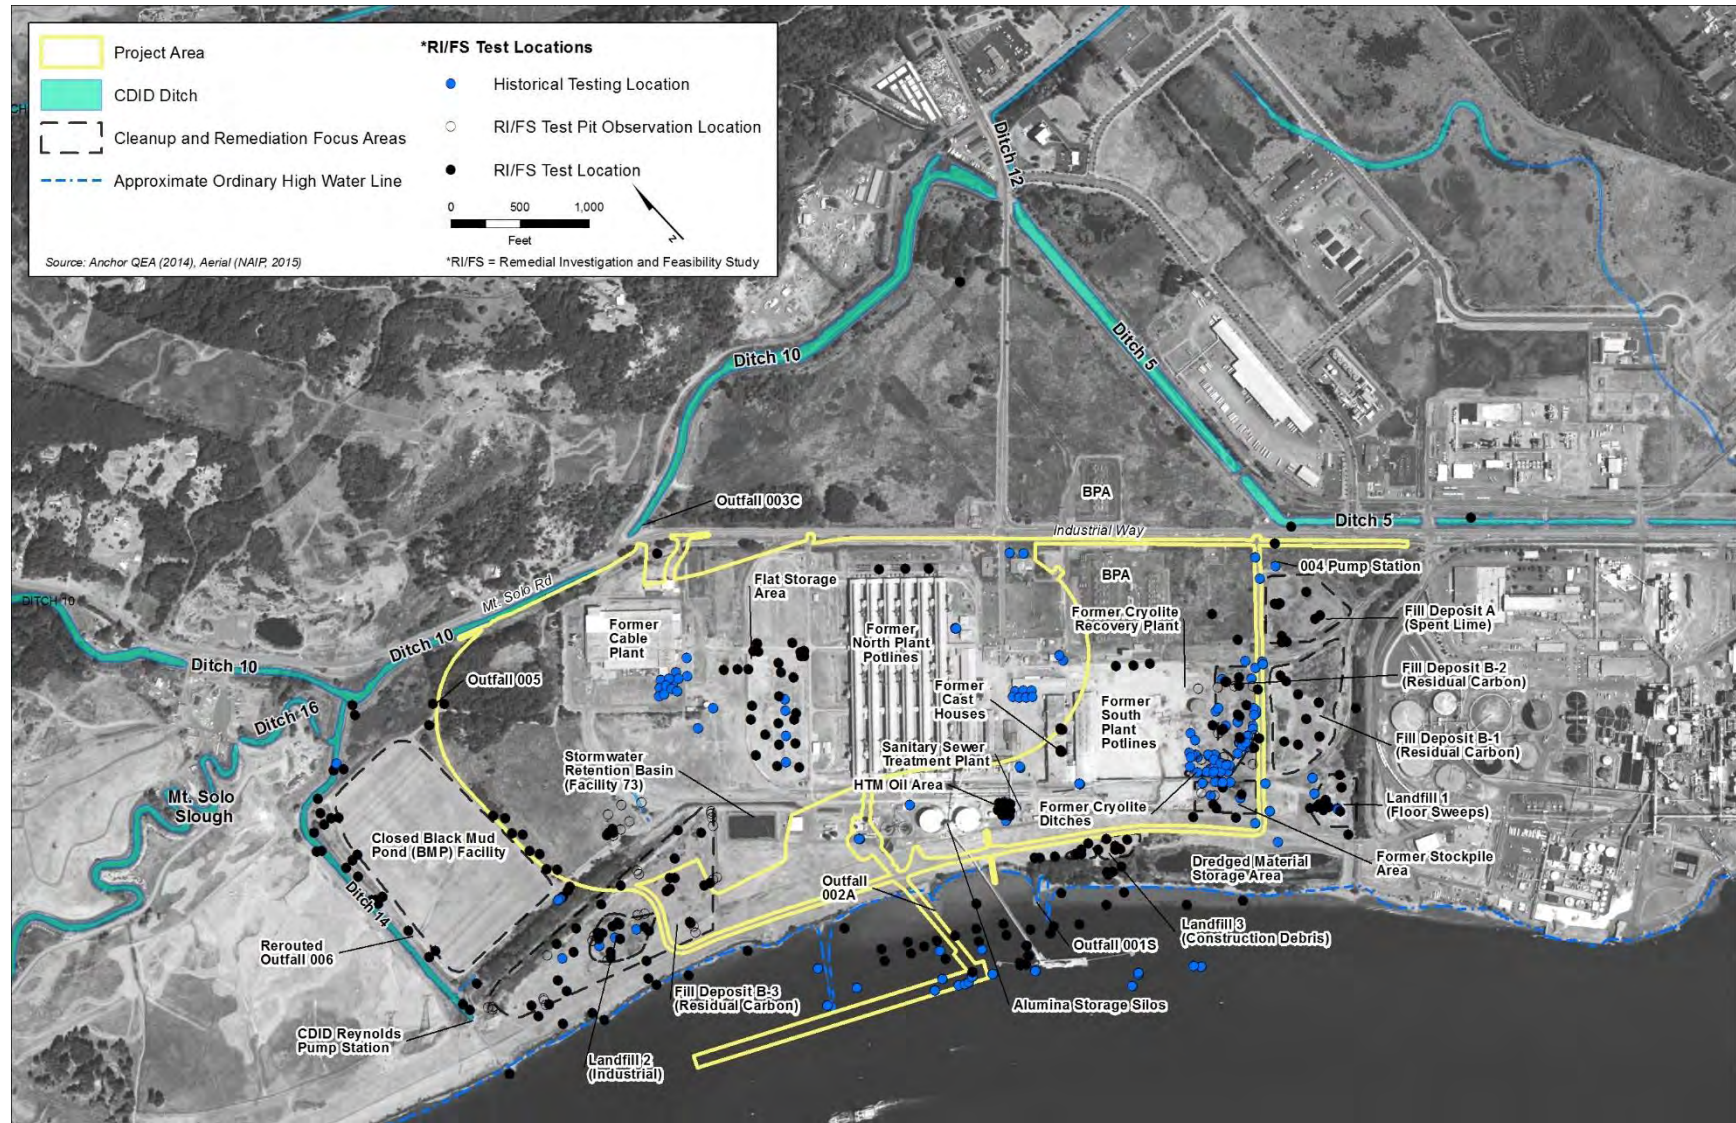 Project Area
CDID Ditch
Cleanup and Remediation Focus Areas
Approximate Ordinary High Water Line
*RI/FS Test Locations
Historical Testing Location
RI/FS Test Pit Observation Location
RI/FS Test Location
0 500 1,000
Feet
N
Source: Anchor QEA (2014), Aerial (NAIP, 2015)
*RI/FS = Remedial Investigation and Feasibility Study
Ditch 12
Ditch 10
Ditch 5
Outfall 003C
BPA
Industrial Way
Ditch 5
004 Pump Station
Mt. Solo Rd
Flat Storage
Area
BPA
DITCH 10
Former
Cable
Plant
Former
North Plant
Potlines
Former Cryolite
Recovery Plant
Fill Deposit A
(Spent Lime)
Ditch 10
Ditch 10
Outfall 005
Former
Cast
Houses
Former
South
Plant
Potlines
Fill Deposit B-2
(Residual Carbon)
Ditch 16
Fill Deposit B-1
(Residual Carbon)
Stormwater
Retention Basin
(Facility 73)
Sanitary Sewer
Treatment Plant
HTM Oil Area
Former Cryolite
Ditches
Landfill 1
(Floor Sweeps)
Mt. Solo
Slough
Closed Black Mud
Pond (BMP) Facility
Dredged Material
Storage Area
Former Stockpile
Area
Ditch 14
Outfall
002A
Landfill 3
(Construction Debris)
Rerouted
Outfall 006
Outfall 001S
Fill Deposit B-3
(Residual Carbon)
Alumina Storage Silos
CDID Reynolds
Pump Station
Landfill 2
(Industrial)